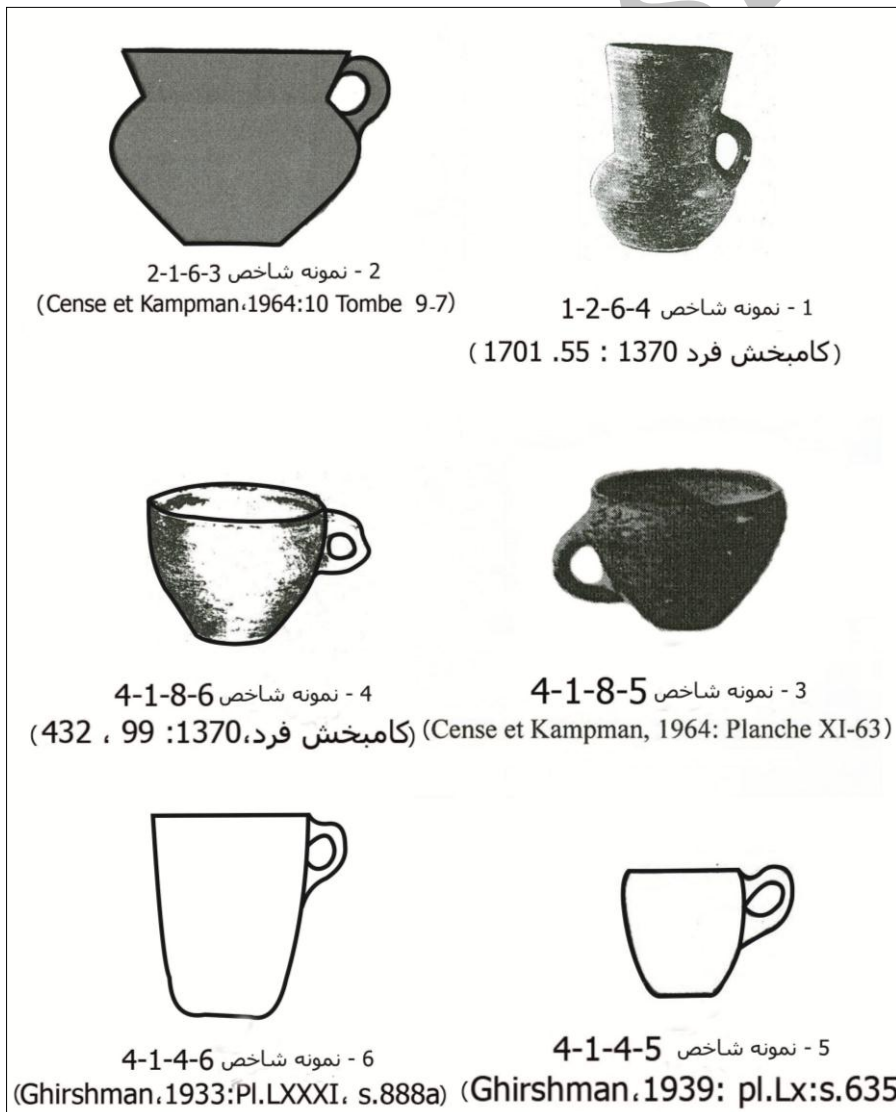 1 - نمونه شاخص 1-2-6-4
(کامبخش فرد 1370 : 55. 1701 )
2 - نمونه شاخص 2-1-6-3
(Cense et Kampman،1964:10 Tombe 9-7)
3 - نمونه شاخص 4-1-8-5
(Cense et Kampman, 1964: Planche XI-63)
4 - نمونه شاخص 4-1-8-6
(کامبخش فرد،1370: 99 ، 432 )
5 - نمونه شاخص 4-1-4-5
(Ghirshman،1939: pl.Lx:s.635
6 - نمونه شاخص 4-1-4-6
(Ghirshman،1933:Pl.LXXXI، s.888a)